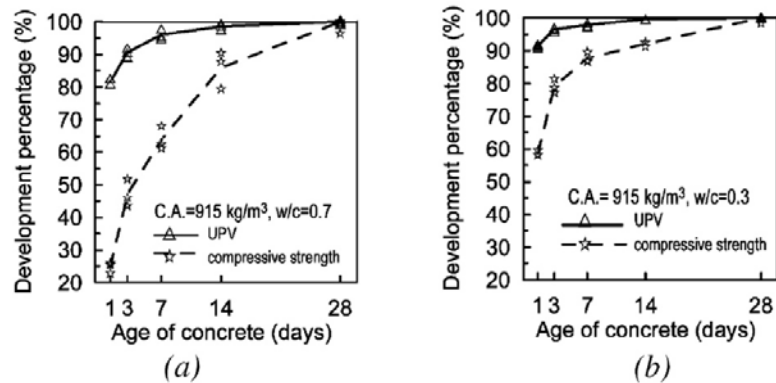 Development percentage (%)
100
90
80
70
60
50
40
30
20
C.A.=915 kg/m³, w/c=0.7
UPV
compressive strength
1 3 7 14 28
Age of concrete (days)
(a)
Development percentage (%)
100
90
80
70
60
50
40
30
20
C.A.=915 kg/m³, w/c=0.3
UPV
compressive strength
1 3 7 14 28
Age of concrete (days)
(b)